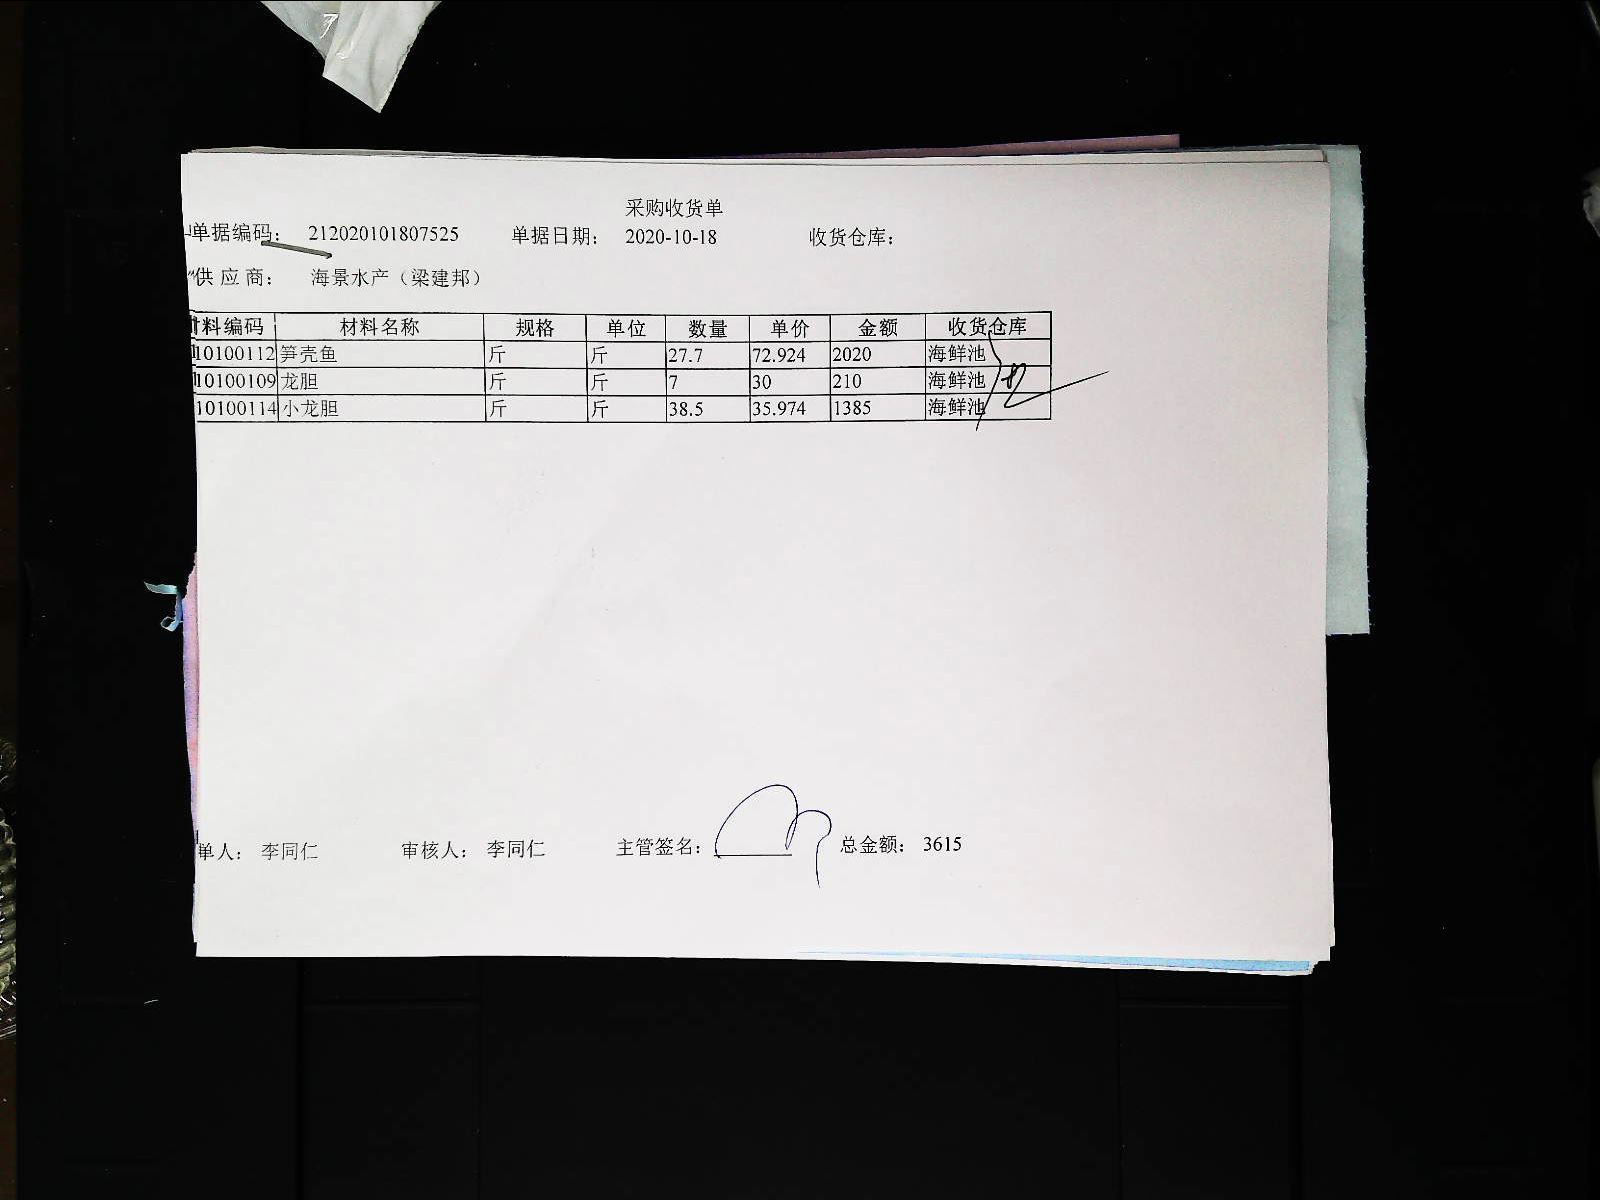 采购收货单
单据编码： 212020101807525 单据日期： 2020-10-18 收货仓库：
供 应 商： 海景水产（梁建邦）
料编码 材料名称 规格 单位 数量 单价 金额 收货仓库
10100112 笋壳鱼 斤 斤 27.7 72.924 2020 海鲜池
10100109 龙胆 斤 斤 7 30 210 海鲜池
10100114 小龙胆 斤 斤 38.5 35.974 1385 海鲜池
单人： 李同仁 审核人： 李同仁 主管签名： 总金额： 3615